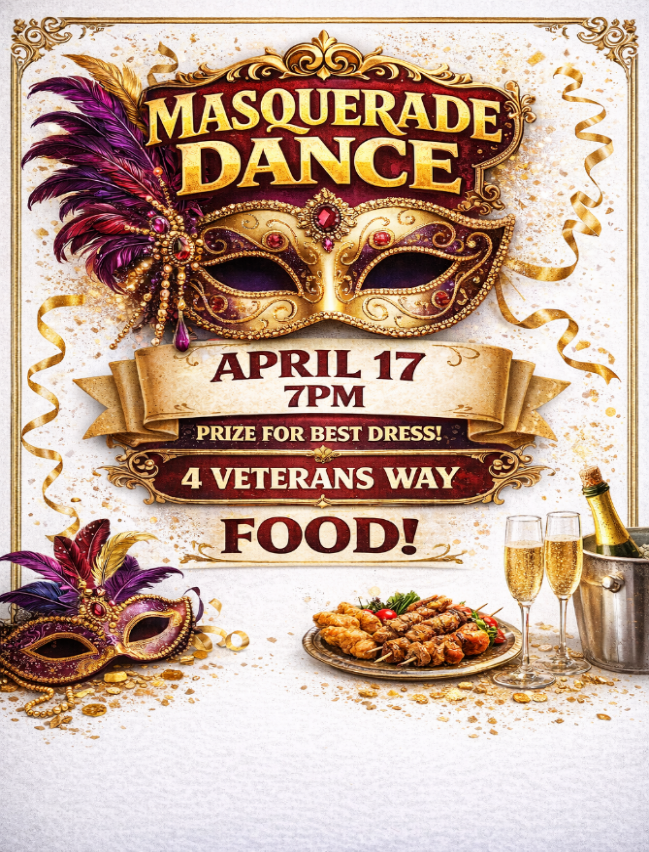 MASQUERADE
DANCE
APRIL 17
7PM
PRIZE FOR BEST DRESS!
4 VETERANS WAY
FOOD!